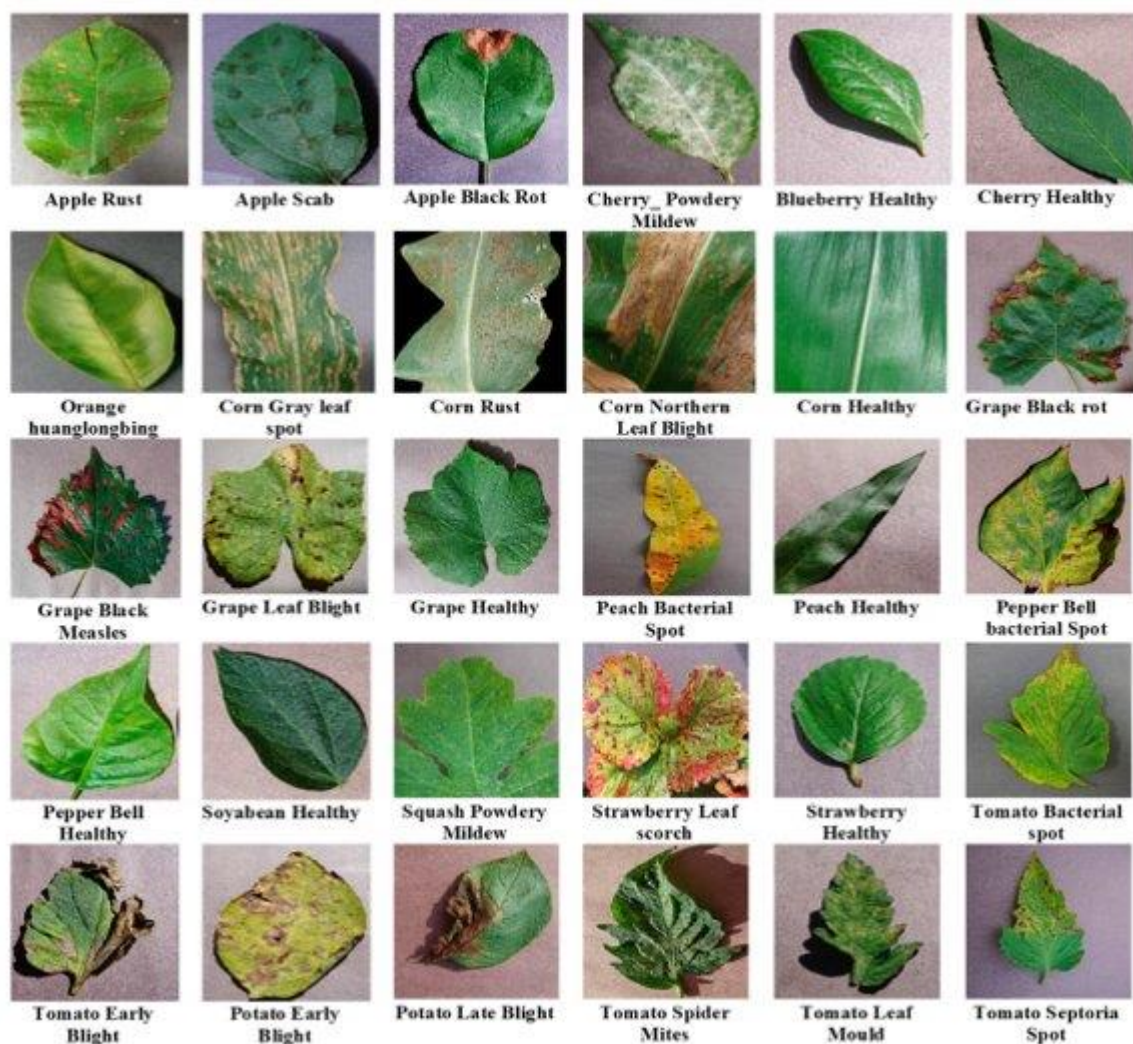 Apple Rust
Apple Scab
Apple Black Rot
Cherry_ Powdery
Mildew
Blueberry Healthy
Cherry Healthy
Orange
huanglongbing
Corn Gray leaf
spot
Corn Rust
Corn Northern
Leaf Blight
Corn Healthy
Grape Black rot
Grape Black
Measles
Grape Leaf Blight
Grape Healthy
Peach Bacterial
Spot
Peach Healthy
Pepper Bell
bacterial Spot
Pepper Bell
Healthy
Soyabean Healthy
Squash Powdery
Mildew
Strawberry Leaf
scorch
Strawberry
Healthy
Tomato Bacterial
spot
Tomato Early
Blight
Potato Early
Blight
Potato Late Blight
Tomato Spider
Mites
Tomato Leaf
Mould
Tomato Septoria
Spot